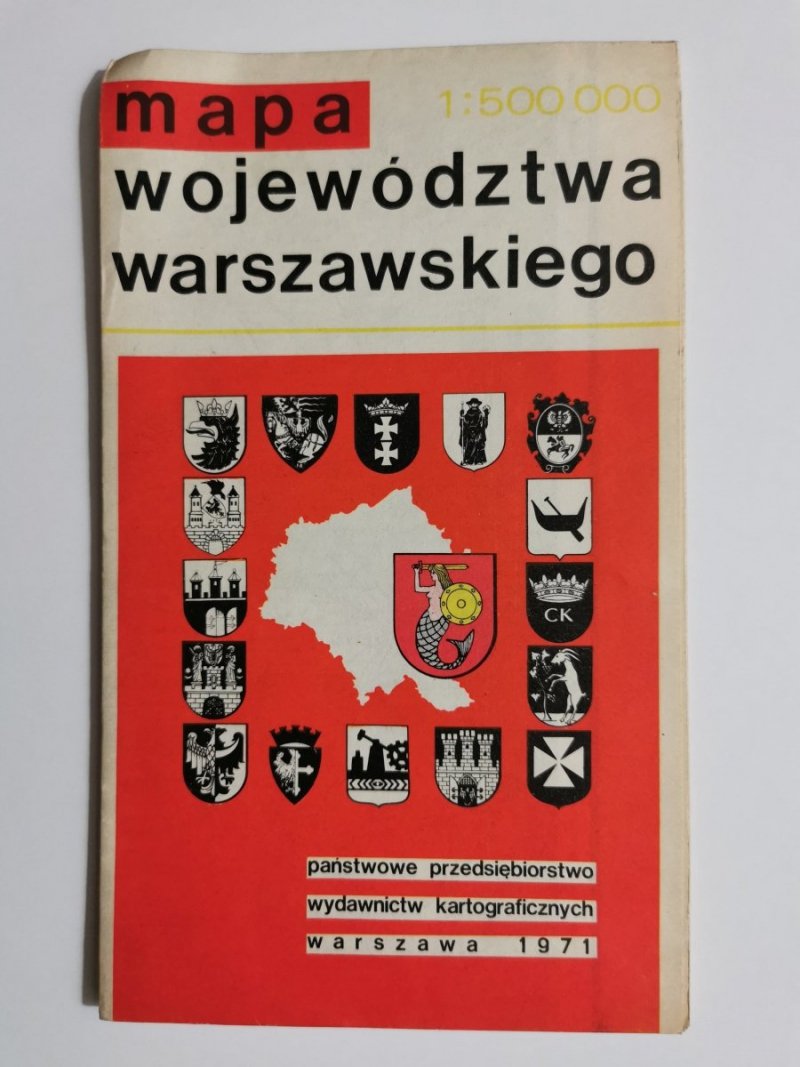 mapa 1:500 000
województwa
warszawskiego
CK
państwowe przedsiębiorstwo
wydawnictw kartograficznych
warszawa 1971